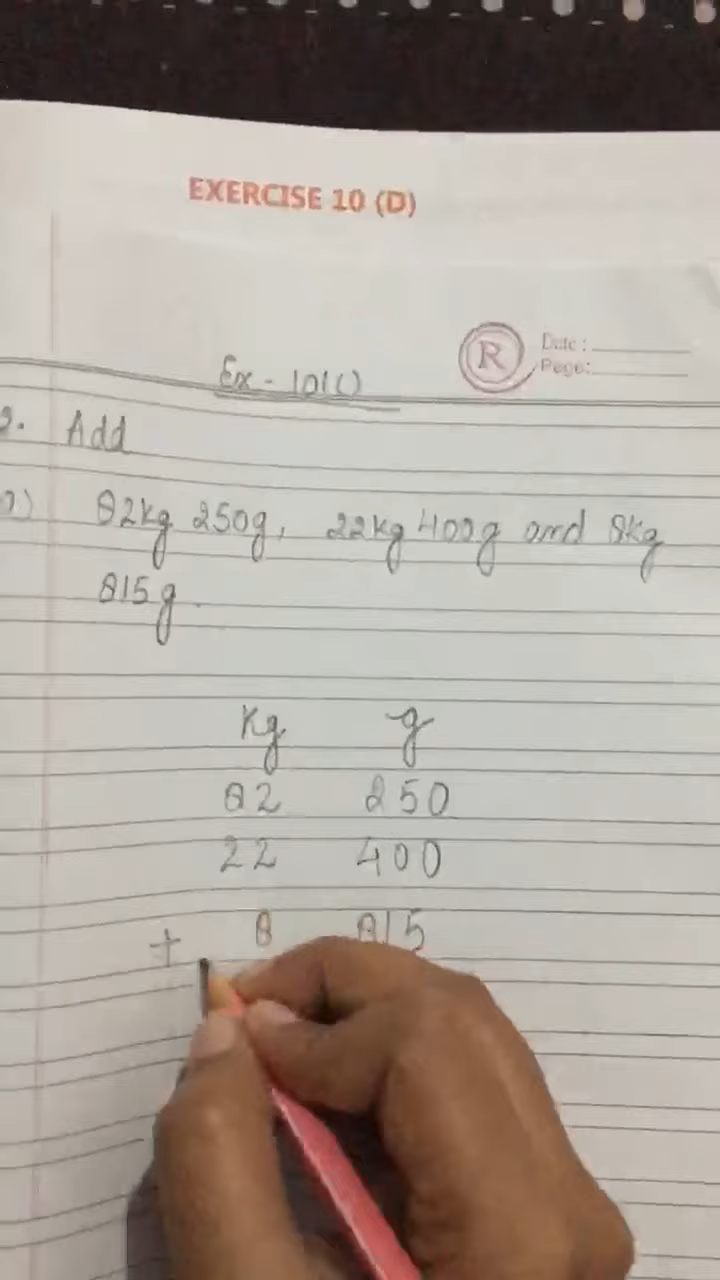 EXERCISE 10 (D)
R
Date :
Page:
Ex - 10(D)
2. Add
82kg 250g, 22kg 400g and 8kg
815g.
Kg g
82 250
22 400
+ 8 815